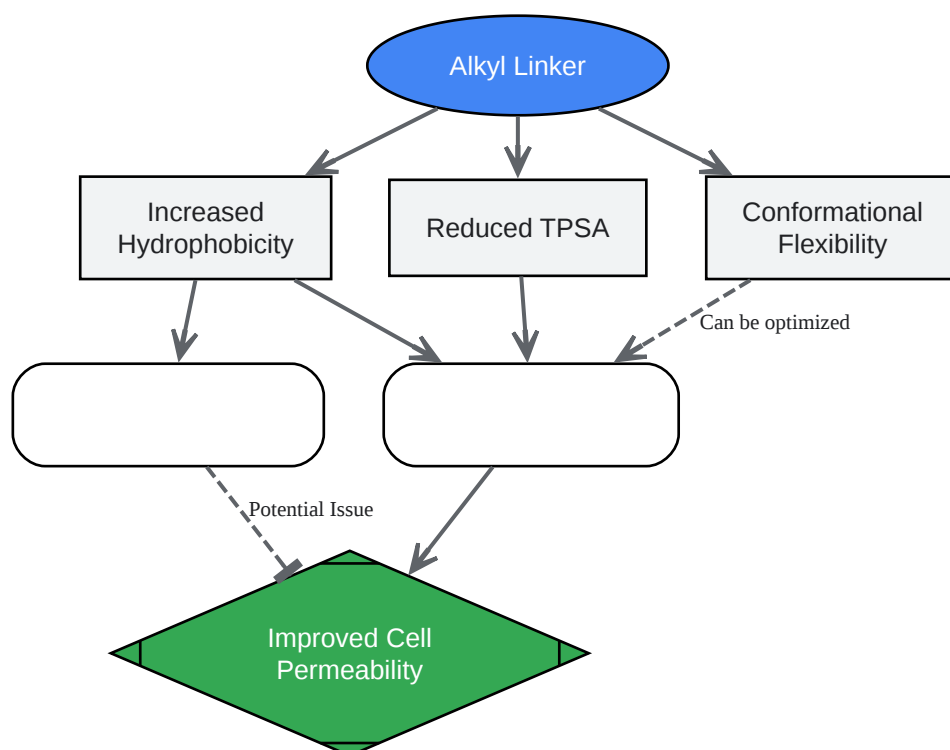 Alkyl Linker
Increased
Hydrophobicity
Reduced TPSA
Conformational
Flexibility
Can be optimized
Potential Issue
Improved Cell
Permeability